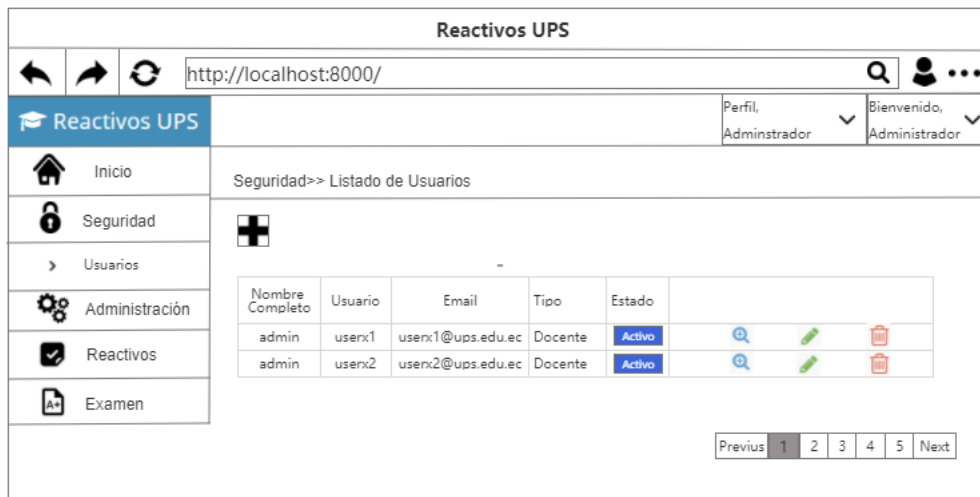 Reactivos UPS
http://localhost:8000/
Reactivos UPS
Perfil,
Adminstrador
Bienvenido,
Administrador
Inicio
Seguridad>> Listado de Usuarios
Seguridad
Usuarios
Administración
Reactivos
A+ Examen
Nombre Completo Usuario Email Tipo Estado
admin userx1 userx1@ups.edu.ec Docente Activo
admin userx2 userx2@ups.edu.ec Docente Activo
Previus 1 2 3 4 5 Next